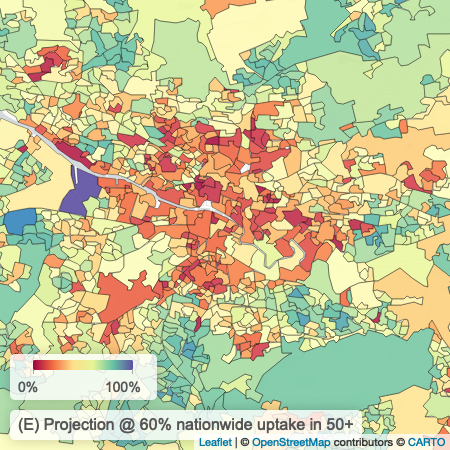 0% 100%
(E) Projection @ 60% nationwide uptake in 50+
Leaflet | © OpenStreetMap contributors © CARTO